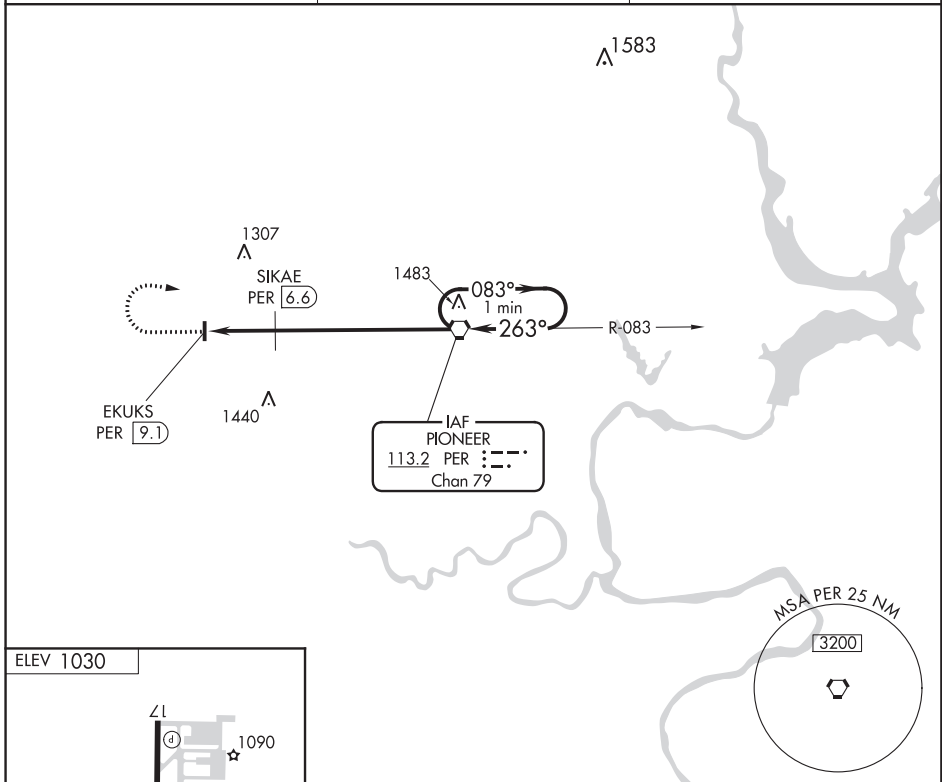 1583
1307
SIKAE
PER 6.6
1483
083°
1 min
263°
R-083
EKUKS
PER 9.1
1440
IAF
PIONEER
113.2 PER
Chan 79
MSA PER 25 NM
3200
ELEV 1030
17
P
1090